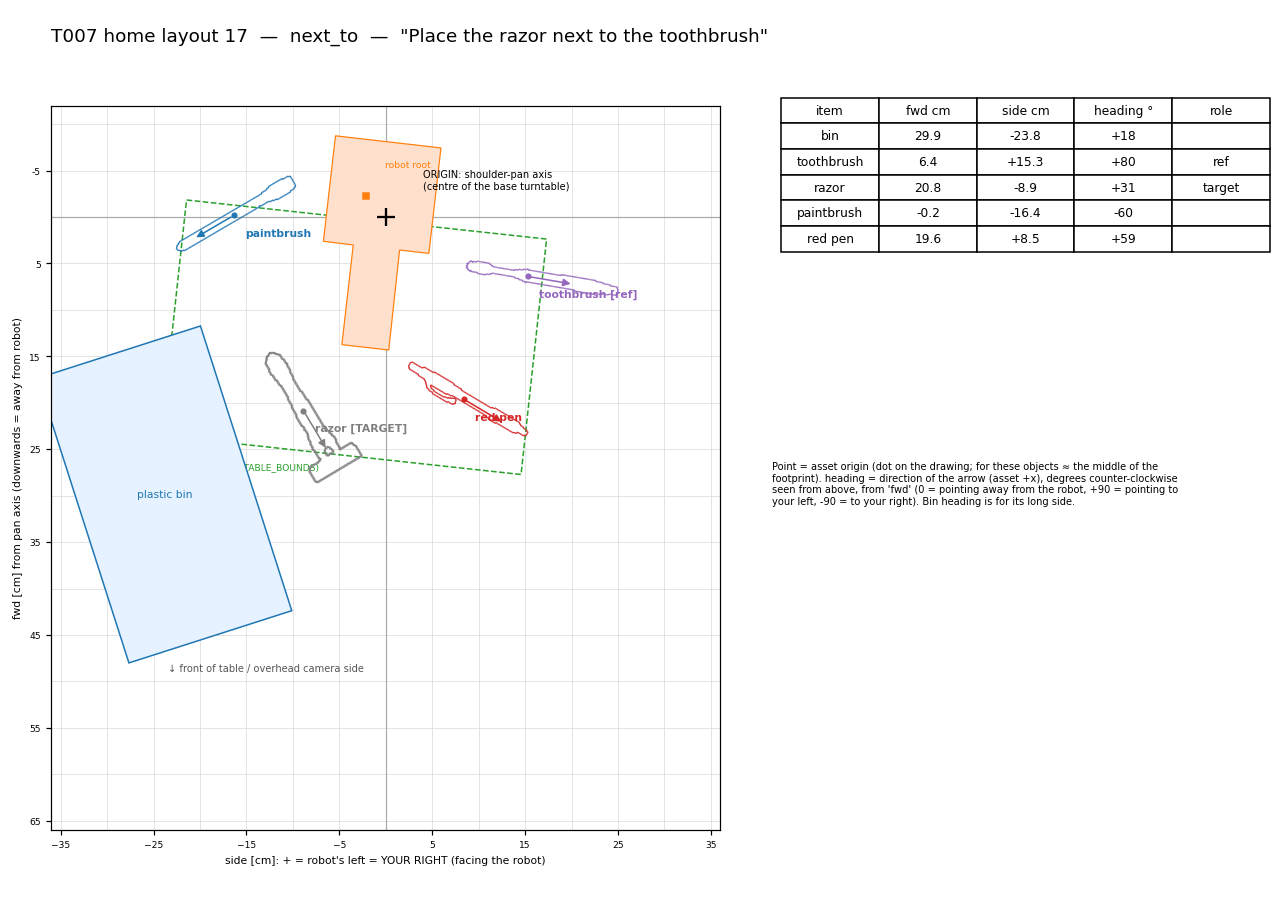 T007 home layout 17 — next_to — "Place the razor next to the toothbrush"
item fwd cm side cm heading ° role
bin 29.9 -23.8 +18
toothbrush 6.4 +15.3 +80 ref
razor 20.8 -8.9 +31 target
paintbrush -0.2 -16.4 -60
red pen 19.6 +8.5 +59
robot root
ORIGIN: shoulder-pan axis
(centre of the base turntable)
paintbrush
toothbrush [ref]
red pen
razor [TARGET]
TABLE_BOUNDS)
plastic bin
↓ front of table / overhead camera side
-5
5
15
25
35
45
55
65
fwd [cm] from pan axis (downwards = away from robot)
−35 −25 −15 −5 5 15 25 35
side [cm]: + = robot's left = YOUR RIGHT (facing the robot)
Point = asset origin (dot on the drawing; for these objects ≈ the middle of the
footprint). heading = direction of the arrow (asset +x), degrees counter-clockwise
seen from above, from 'fwd' (0 = pointing away from the robot, +90 = pointing to
your left, -90 = to your right). Bin heading is for its long side.